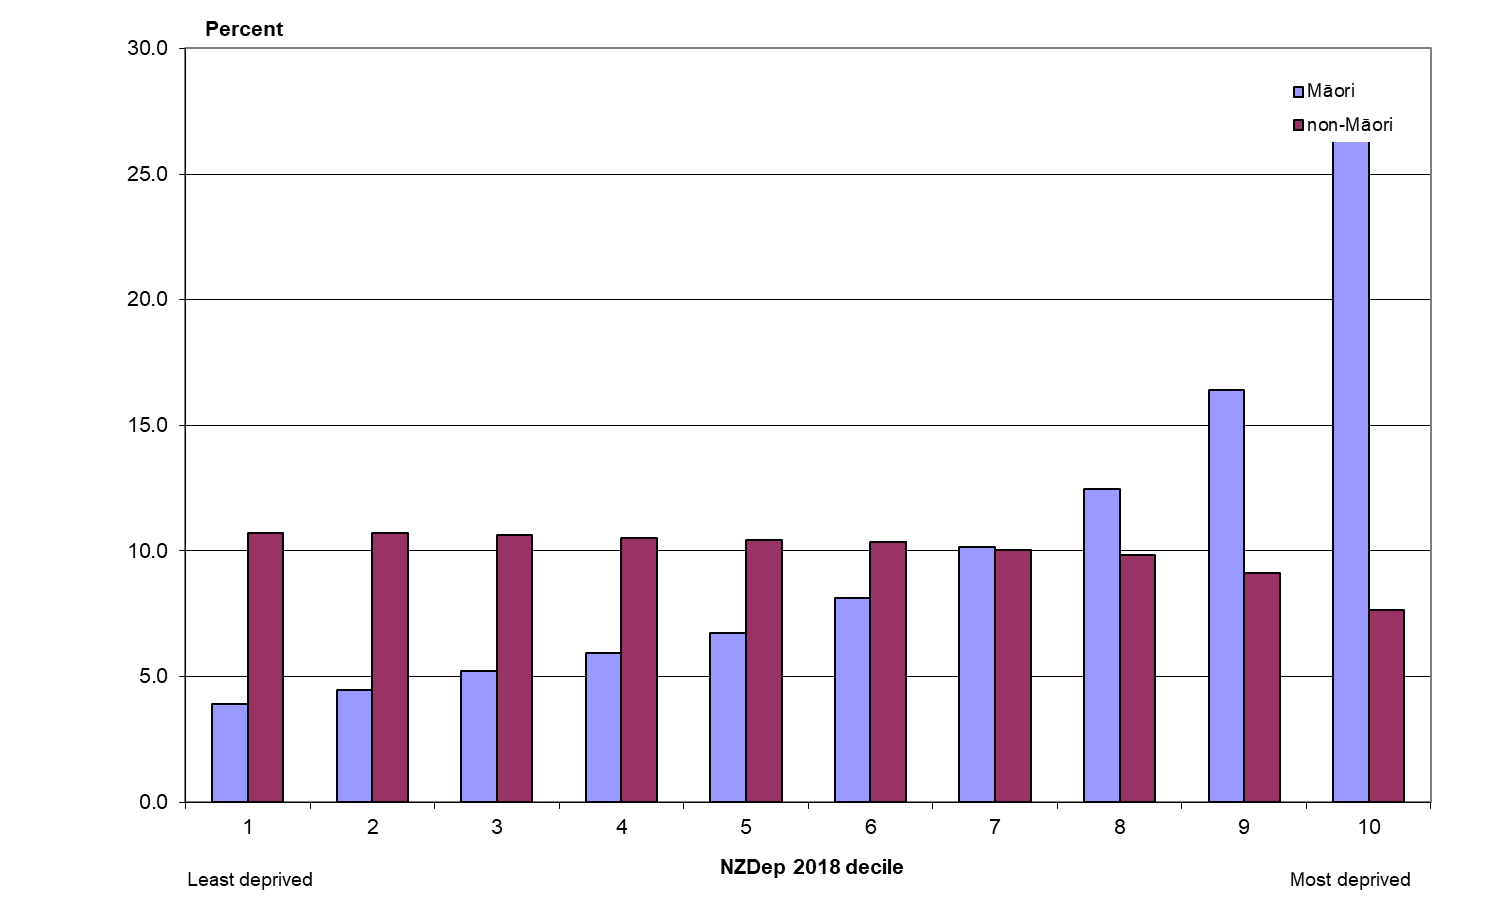 Percent
30.0
Māori
non-Māori
25.0
20.0
15.0
10.0
5.0
0.0
1 2 3 4 5 6 7 8 9 10
NZDep 2018 decile
Least deprived Most deprived